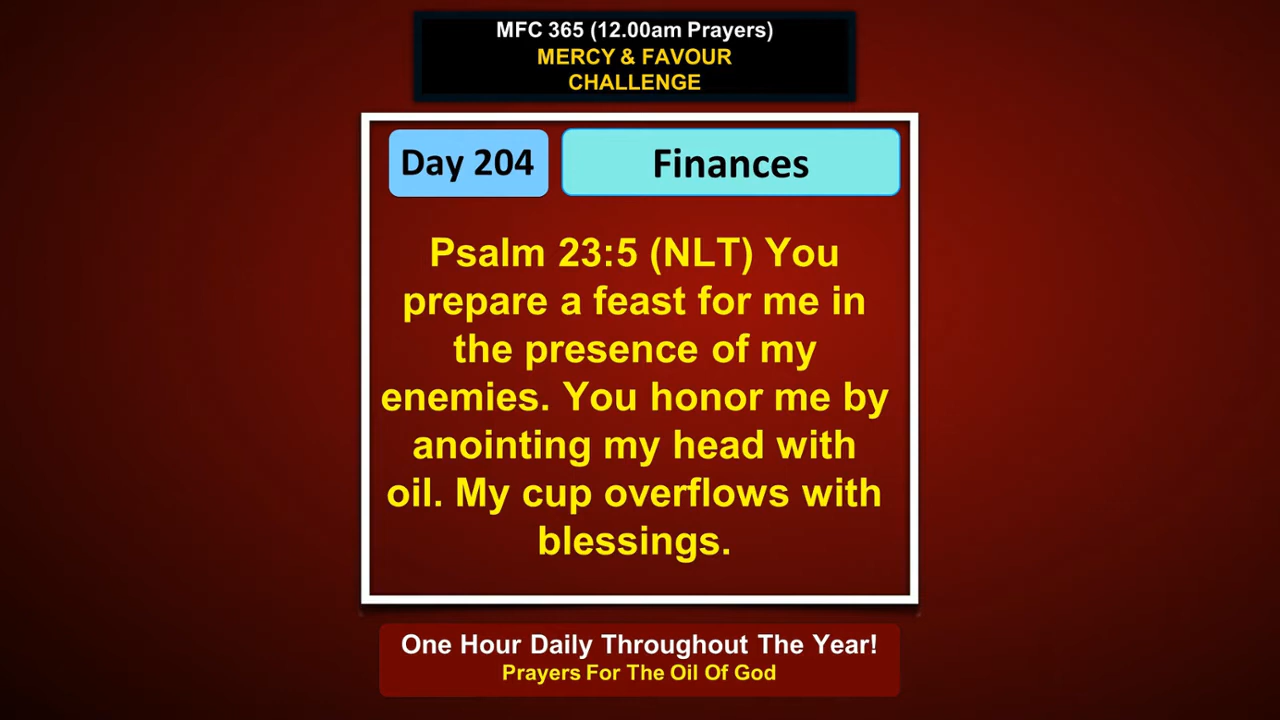 MFC 365 (12.00am Prayers)
MERCY & FAVOUR
CHALLENGE
Day 204
Finances
Psalm 23:5 (NLT) You
prepare a feast for me in
the presence of my
enemies. You honor me by
anointing my head with
oil. My cup overflows with
blessings.
One Hour Daily Throughout The Year!
Prayers For The Oil Of God